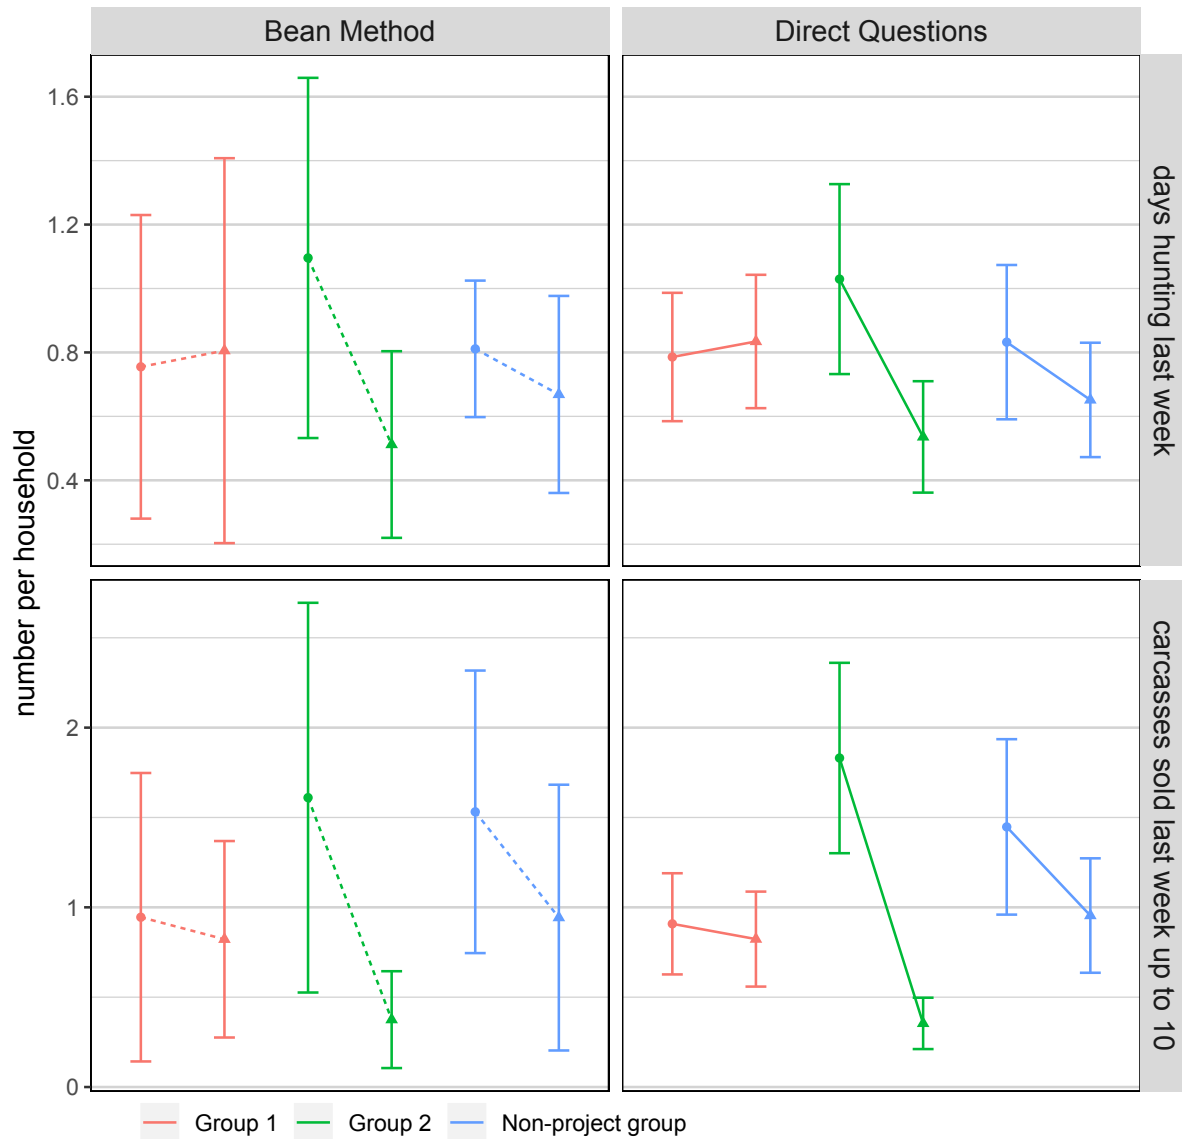 Bean Method
Direct Questions
1.6
1.2
0.8
0.4
days hunting last week
number per household
2
1
0
carcasses sold last week up to 10
Group 1
Group 2
Non-project group